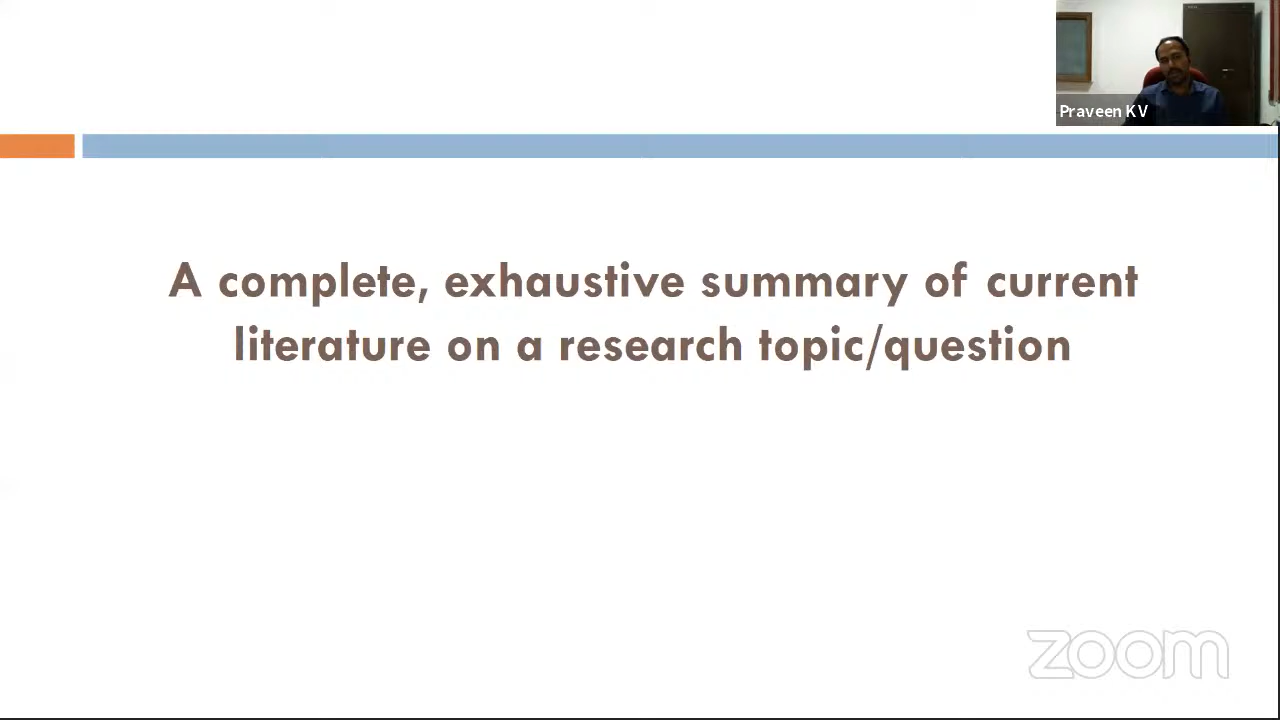 Praveen KV
A complete, exhaustive summary of current
literature on a research topic/question
zoom